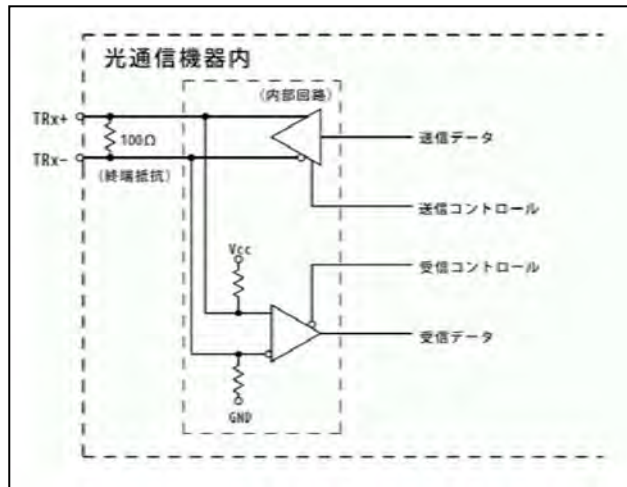 光通信機器内
(内部回路)
TRx+
100Ω
送信データ
TRx−
(終端抵抗)
送信コントロール
Vcc
受信コントロール
受信データ
GND